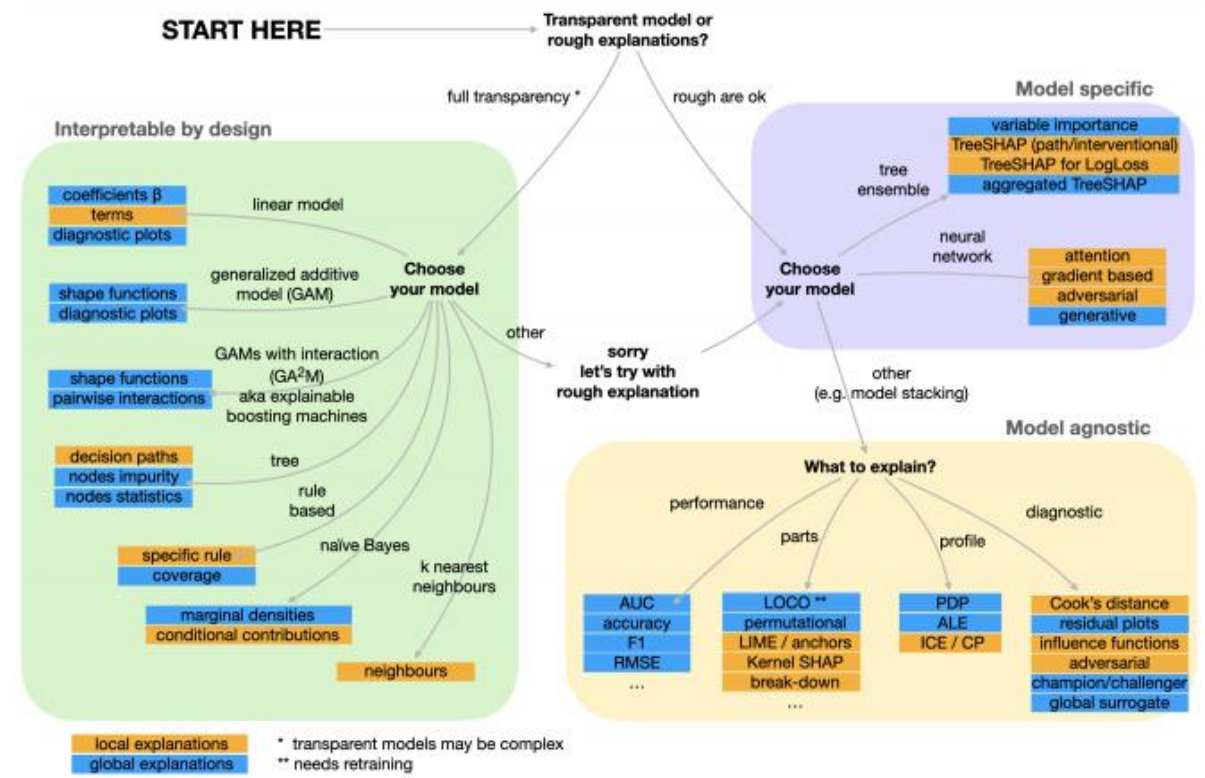 START HERE
Transparent model or
rough explanations?
full transparency *
rough are ok
Interpretable by design
coefficients β
terms
diagnostic plots
linear model
shape functions
diagnostic plots
generalized additive
model (GAM)
Choose
your model
shape functions
pairwise interactions
GAMs with interaction
(GA²M)
aka explainable
boosting machines
other
sorry
let's try with
rough explanation
decision paths
nodes impurity
nodes statistics
tree
rule
based
specific rule
coverage
naïve Bayes
marginal densities
conditional contributions
k nearest
neighbours
neighbours
Model specific
variable importance
TreeSHAP (path/interventional)
TreeSHAP for LogLoss
aggregated TreeSHAP
tree
ensemble
Choose
your model
neural
network
attention
gradient based
adversarial
generative
other
(e.g. model stacking)
Model agnostic
What to explain?
performance
parts
profile
diagnostic
AUC
accuracy
F1
RMSE
...
LOCO **
permutational
LIME / anchors
Kernel SHAP
break-down
...
PDP
ALE
ICE / CP
Cook's distance
residual plots
influence functions
adversarial
champion/challenger
global surrogate
local explanations
global explanations
* transparent models may be complex
** needs retraining